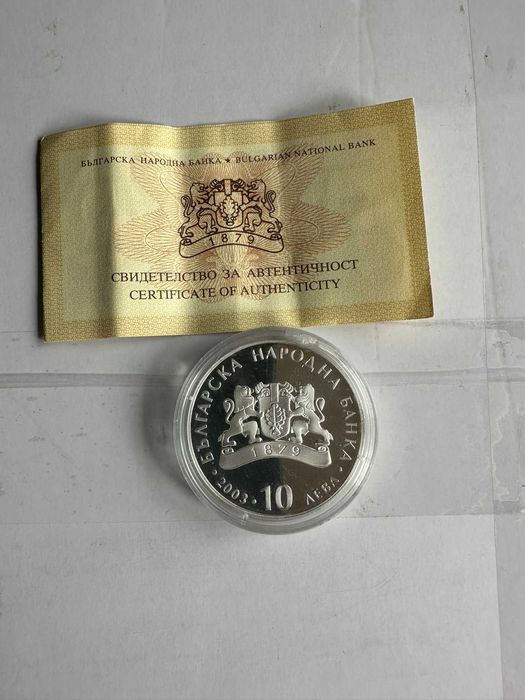 БЪЛГАРСКА НАРОДНА БАНКА ★ BULGARIAN NATIONAL BANK
1879
СВИДЕТЕЛСТВО ЗА АВТЕНТИЧНОСТ
CERTIFICATE OF AUTHENTICITY
• БЪЛГАРСКА НАРОДНА БАНКА •
1879
2003 • 10 ЛЕВА